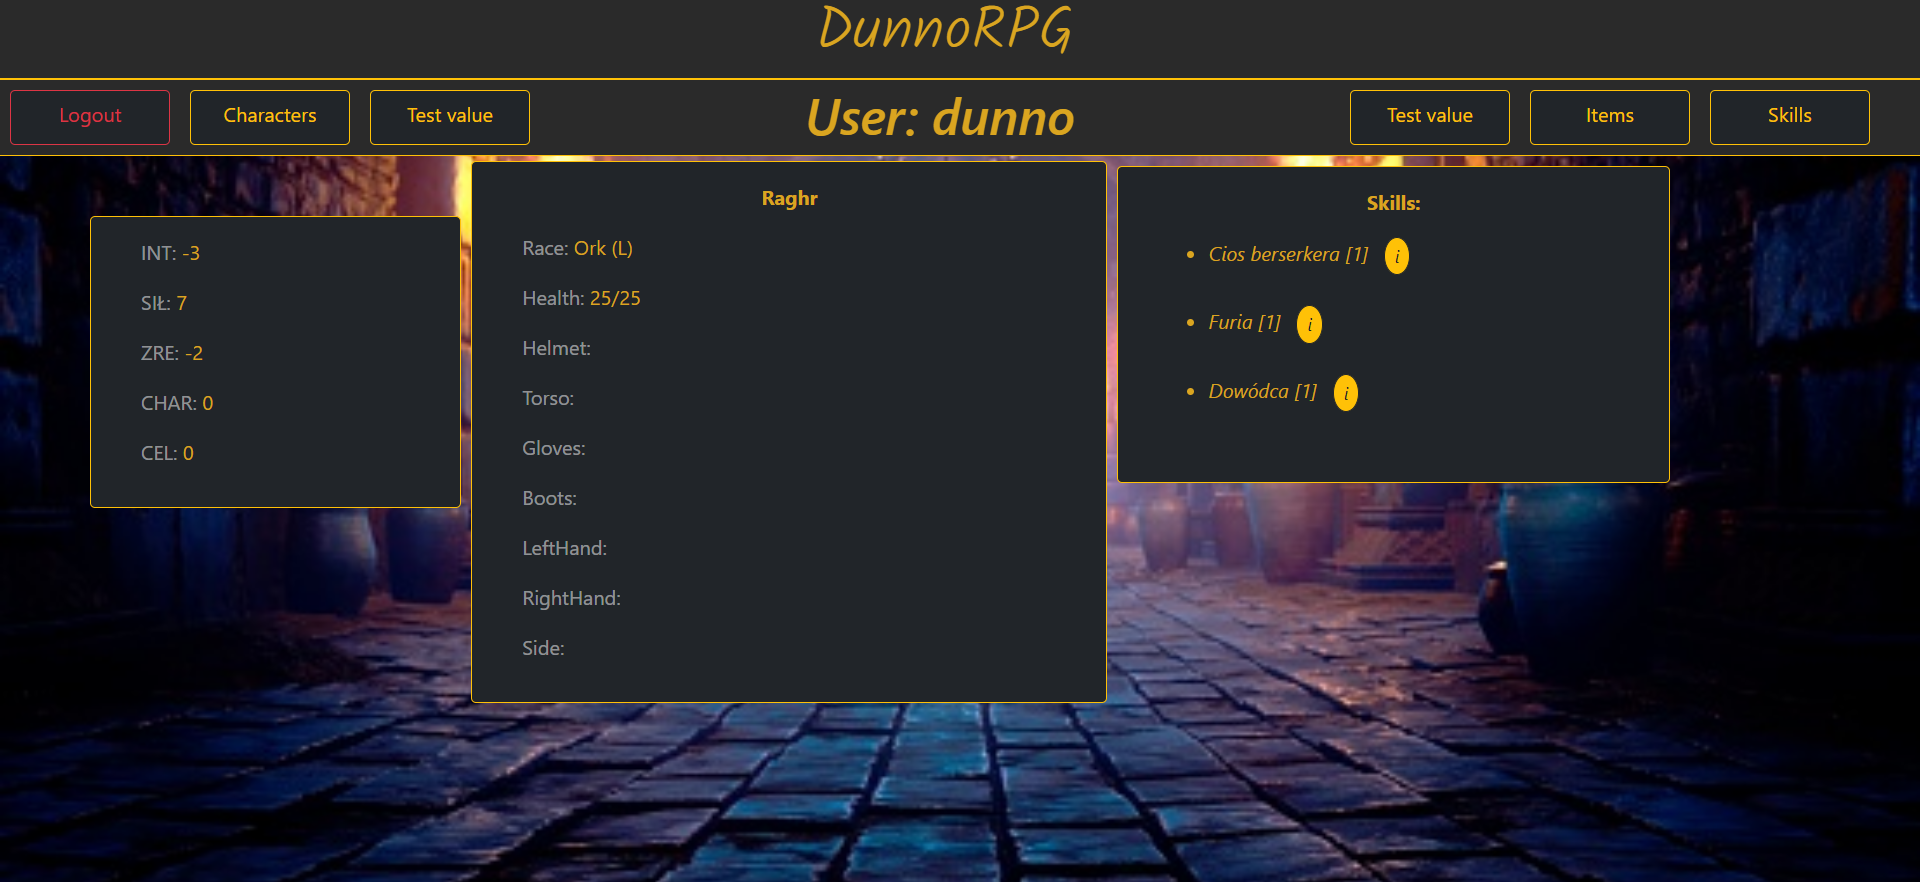 DunnoRPG
Logout
Characters
Test value
User: dunno
Test value
Items
Skills
INT: -3
SIŁ: 7
ZRE: -2
CHAR: 0
CEL: 0
Raghr
Race: Ork (L)
Health: 25/25
Helmet:
Torso:
Gloves:
Boots:
LeftHand:
RightHand:
Side:
Skills:
• Cios berserkera [1] i
• Furia [1] i
• Dowódca [1] i